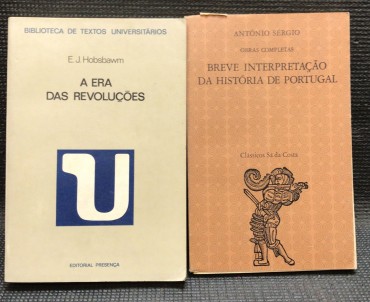 BIBLIOTECA DE TEXTOS UNIVERSITÁRIOS
E. J. Hobsbawm
A ERA
DAS REVOLUÇÕES
U
EDITORIAL PRESENÇA
ANTÓNIO SERGIO
OBRAS COMPLETAS
BREVE INTERPRETAÇÃO
DA HISTÓRIA DE PORTUGAL
Clássicos Sá da Costa